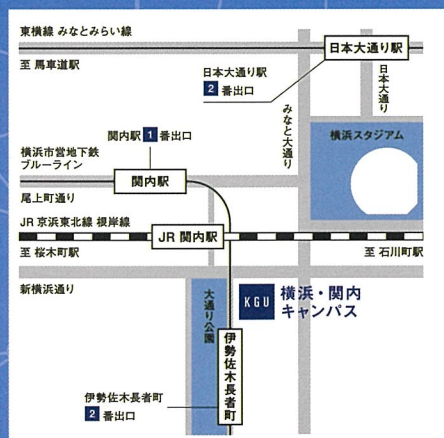 東横線 みなとみらい線
日本大通り駅
至 馬車道駅
日本大通り駅
2 番出口
みなと大通り
日本大通り
関内駅 1 番出口
横浜スタジアム
横浜市営地下鉄
ブルーライン
関内駅
尾上町通り
JR 京浜東北線 根岸線
JR 関内駅
至 桜木町駅
至 石川町駅
新横浜通り
大通り公園
KGU
横浜・関内
キャンパス
伊勢佐木長者町
伊勢佐木長者町
2 番出口